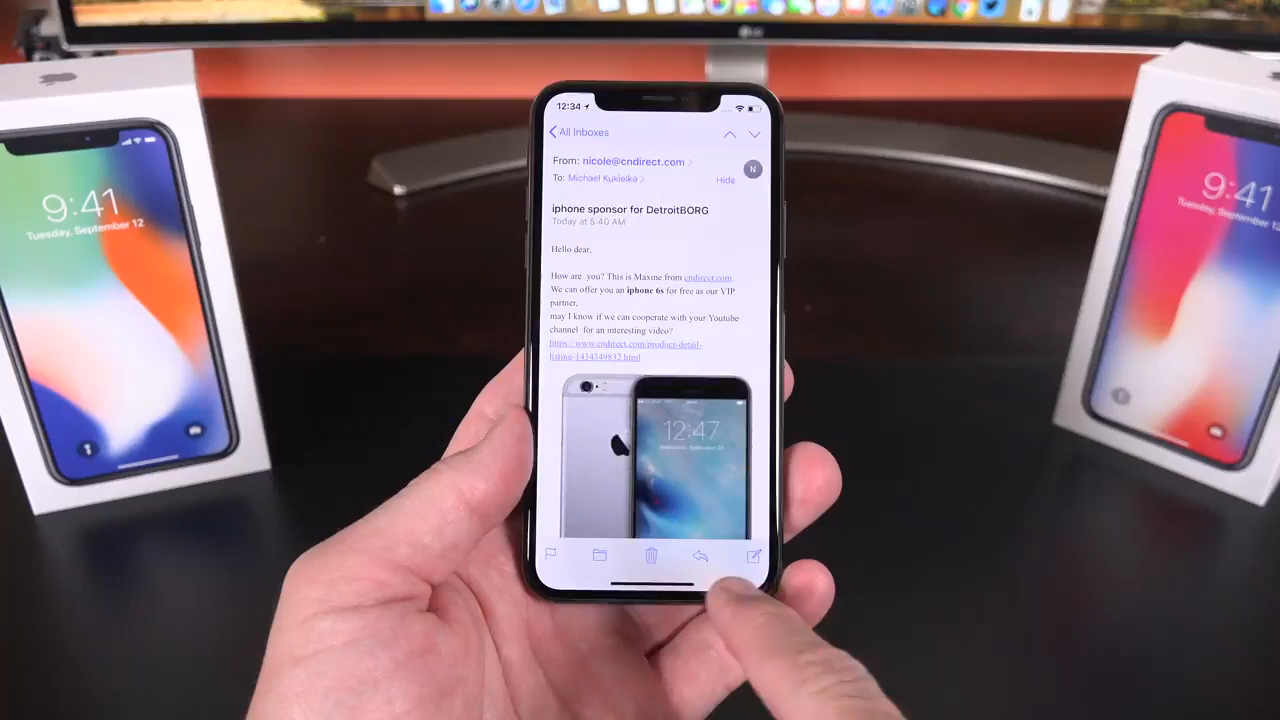 LG
9:41
Tuesday, September 12
9:41
Tuesday, September 12
12:34
All Inboxes
From: nicole@cndirect.com
N
To: Michael Kukielka
Hide
iphone sponsor for DetroitBORG
Today at 5:40 AM
Hello dear,
How are you? This is Maxine from cndirect.com.
We can offer you an iphone 6s for free as our VIP
partner,
may I know if we can cooperate with your Youtube
channel for an interesting video?
https://www.cndirect.com/product-detail-
listing-1434349832.html
12:47